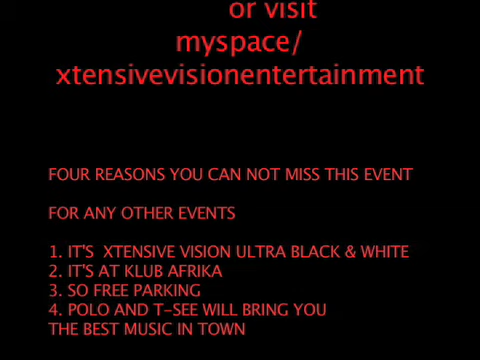 or visit
myspace/
xtensivevisionentertainment
FOUR REASONS YOU CAN NOT MISS THIS EVENT
FOR ANY OTHER EVENTS
1. IT'S XTENSIVE VISION ULTRA BLACK & WHITE
2. IT'S AT KLUB AFRIKA
3. SO FREE PARKING
4. POLO AND T-SEE WILL BRING YOU
THE BEST MUSIC IN TOWN